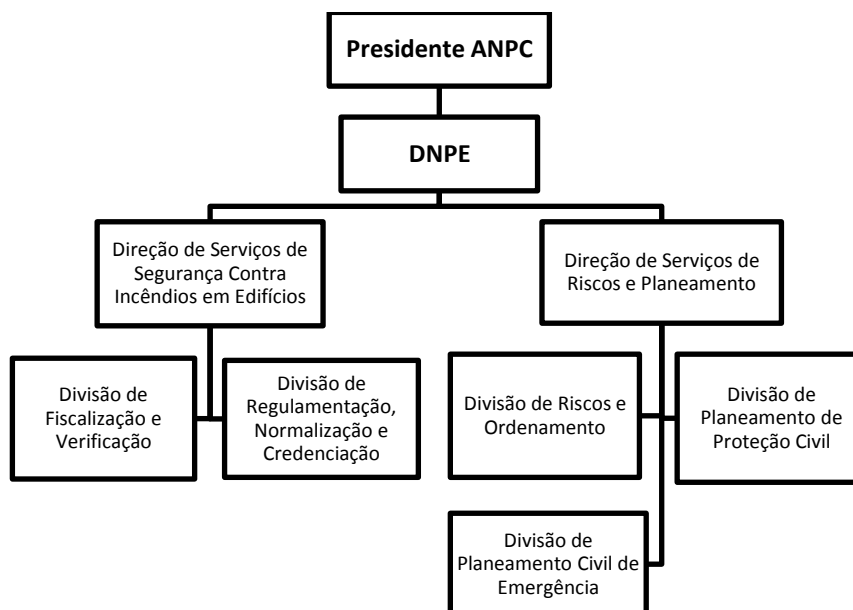 Presidente ANPC
DNPE
Direção de Serviços de
Segurança Contra
Incêndios em Edifícios
Direção de Serviços de
Riscos e Planeamento
Divisão de
Fiscalização e
Verificação
Divisão de
Regulamentação,
Normalização e
Credenciação
Divisão de Riscos e
Ordenamento
Divisão de
Planeamento de
Proteção Civil
Divisão de
Planeamento Civil de
Emergência